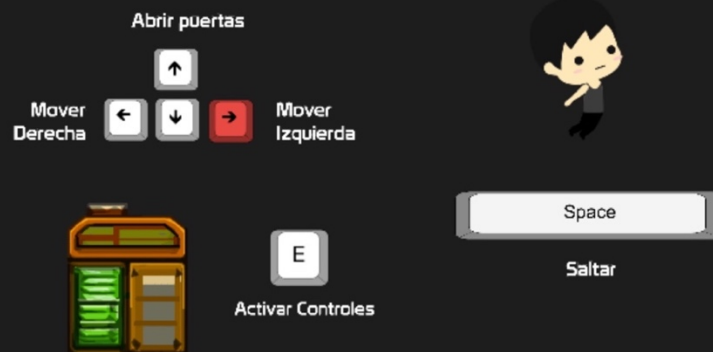 Abrir puertas
Mover
Derecha
Mover
Izquierda
E
Activar Controles
Space
Saltar